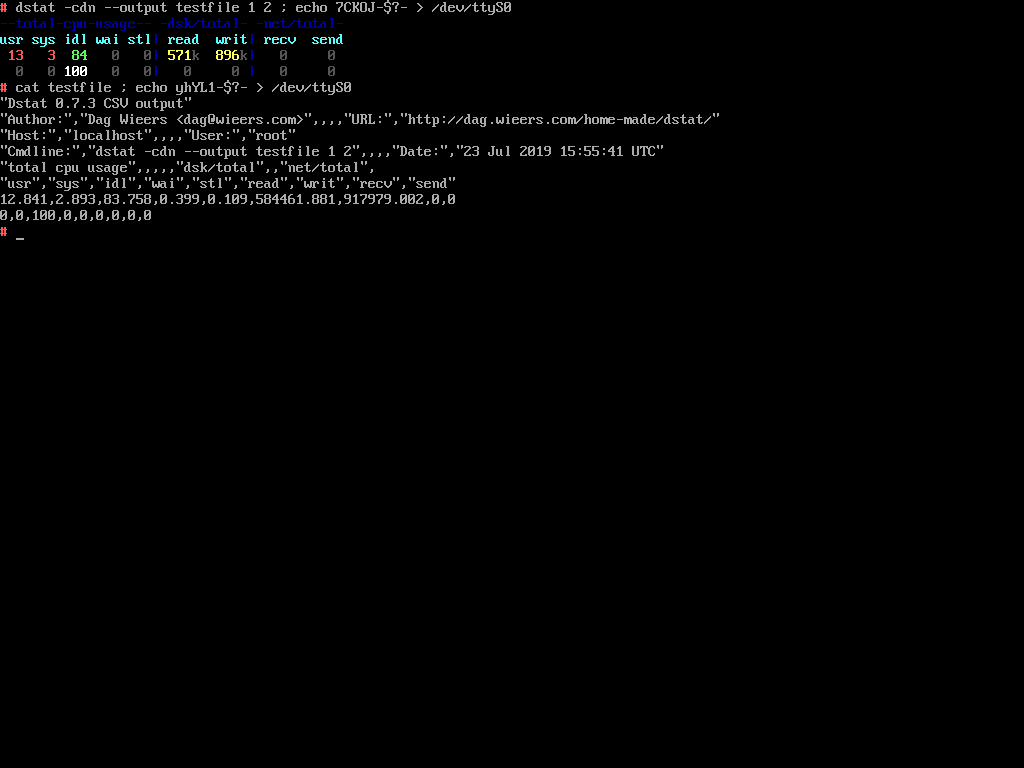 # dstat -cdn --output testfile 1 2 ; echo 7CKOJ-$?- > /dev/ttyS0
--total-cpu-usage-- -dsk/total- -net/total-
usr sys idl wai stl| read  writ| recv  send
 13   3  84   0   0| 571k  896k|   0     0
  0   0 100   0   0|   0     0 |   0     0
# cat testfile ; echo yhYL1-$?- > /dev/ttyS0
"Dstat 0.7.3 CSV output"
"Author:","Dag Wieers <dag@wieers.com>",,,,"URL:","http://dag.wieers.com/home-made/dstat/"
"Host:","localhost",,,,"User:","root"
"Cmdline:","dstat -cdn --output testfile 1 2",,,,"Date:","23 Jul 2019 15:55:41 UTC"
"total cpu usage",,,,,"dsk/total",,"net/total",
"usr","sys","idl","wai","stl","read","writ","recv","send"
12.841,2.893,83.758,0.399,0.109,584461.881,917979.002,0,0
0,0,100,0,0,0,0,0,0
# _